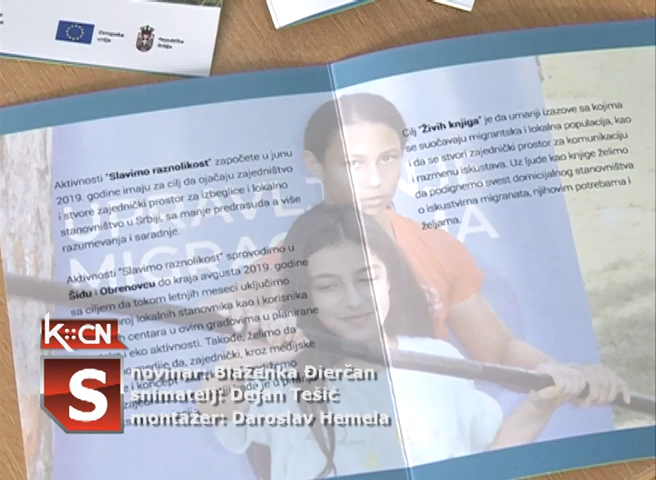 Evropska
unija
Republika
Srbija
Aktivnosti "Slavimo raznolikost" započete u junu
2019. godine imaju za cilj da ojačaju zajedništvo
i stvore zajednički prostor za izbeglice i lokalno
stanovništvo u Srbiji, sa manje predrasuda a više
razumevanja i saradnje.
Aktivnosti "Slavimo raznolikost" sprovodimo u
Šidu i Obrenovcu do kraja avgusta 2019. godine
sa ciljem da tokom letnjih meseci uključimo
broj lokalnih stanovnika kao i korisnika
centara u ovim gradovima u planirane
i eko aktivnosti. Takođe, želimo da
da, zajednički, kroz medijske
i koncept
Cilj "Živih knjiga" je da umanji izazove sa kojima
se suočavaju migrantska i lokalna populacija, kao
i da se stvori zajednički prostor za komunikaciju
i razmenu iskustava. Uz ljude kao knjige želimo
da podignemo svest domicijalnog stanovništva
o iskustvima migranata, njihovim potrebama i
željama.
MIGRAC
K::CN
S
novinar: Blaženka Đierčan
snimatelj: Dejan Tešić
montažer: Daroslav Hemela